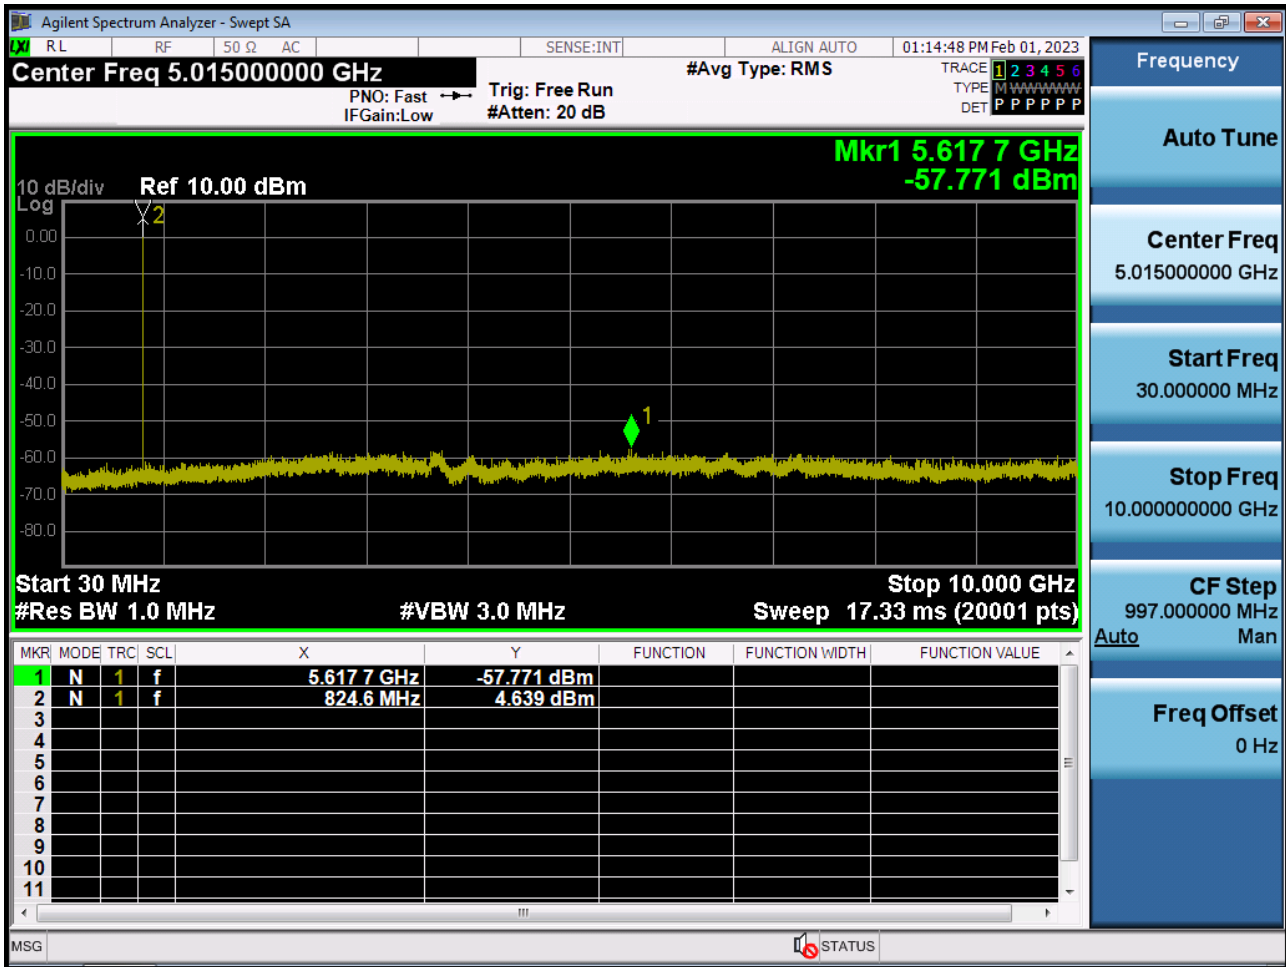 Agilent Spectrum Analyzer - Swept SA
LXI RL RF 50 Ω AC SENSE:INT ALIGN AUTO 01:14:48 PM Feb 01, 2023
Center Freq 5.015000000 GHz
PNO: Fast
IFGain:Low
Trig: Free Run
#Atten: 20 dB
#Avg Type: RMS
TRACE 1 2 3 4 5 6
TYPE M WWWWW
DET P P P P P P
Mkr1 5.617 7 GHz
-57.771 dBm
10 dB/div Ref 10.00 dBm
Log
2
0.00
-10.0
-20.0
-30.0
-40.0
-50.0
1
-60.0
-70.0
-80.0
Start 30 MHz Stop 10.000 GHz
#Res BW 1.0 MHz #VBW 3.0 MHz Sweep 17.33 ms (20001 pts)
MKR MODE TRC SCL X Y FUNCTION FUNCTION WIDTH FUNCTION VALUE
1 N 1 f 5.617 7 GHz -57.771 dBm
2 N 1 f 824.6 MHz 4.639 dBm
3
4
5
6
7
8
9
10
11
MSG STATUS
Frequency
Auto Tune
Center Freq
5.015000000 GHz
Start Freq
30.000000 MHz
Stop Freq
10.000000000 GHz
CF Step
997.000000 MHz
Auto Man
Freq Offset
0 Hz